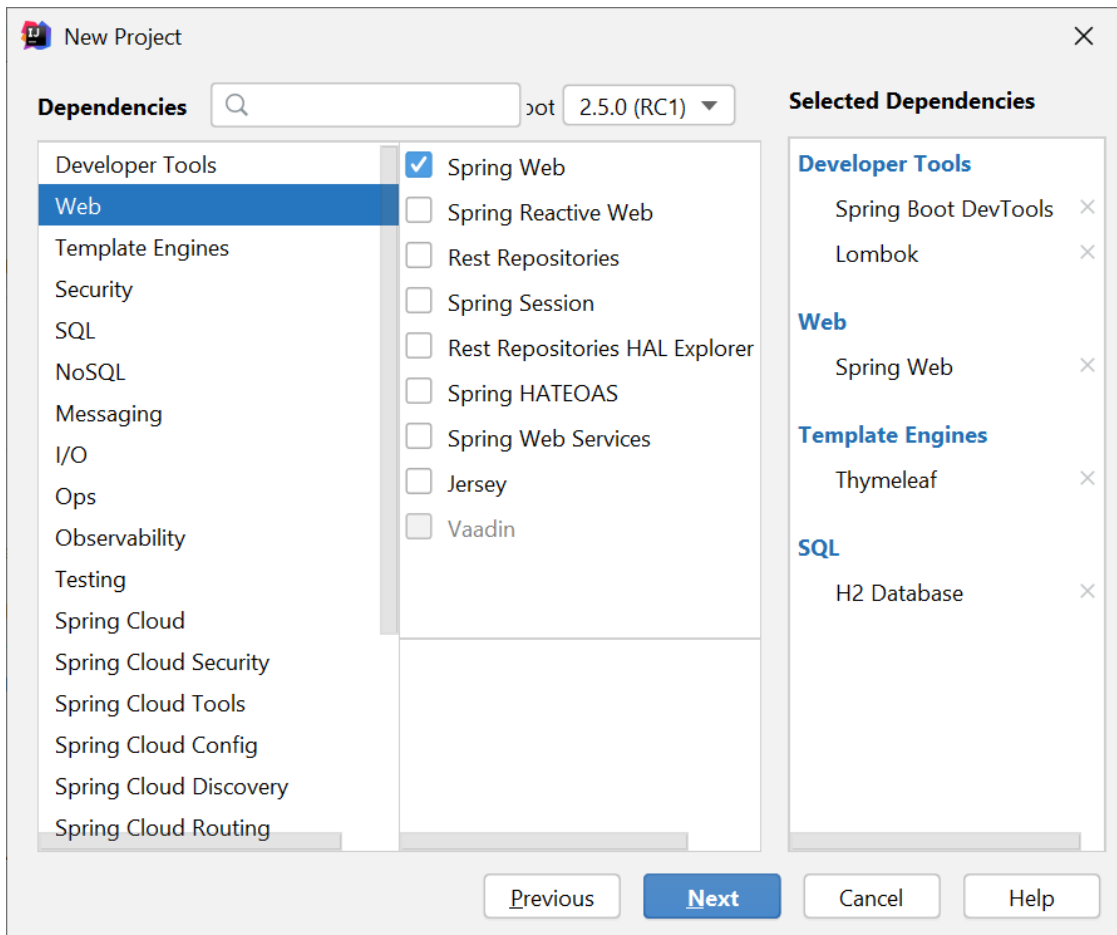 New Project
Dependencies
oot
2.5.0 (RC1)
Developer Tools
Web
Template Engines
Security
SQL
NoSQL
Messaging
I/O
Ops
Observability
Testing
Spring Cloud
Spring Cloud Security
Spring Cloud Tools
Spring Cloud Config
Spring Cloud Discovery
Spring Cloud Routing
Spring Web
Spring Reactive Web
Rest Repositories
Spring Session
Rest Repositories HAL Explorer
Spring HATEOAS
Spring Web Services
Jersey
Vaadin
Selected Dependencies
Developer Tools
Spring Boot DevTools
Lombok
Web
Spring Web
Template Engines
Thymeleaf
SQL
H2 Database
Previous
Next
Cancel
Help